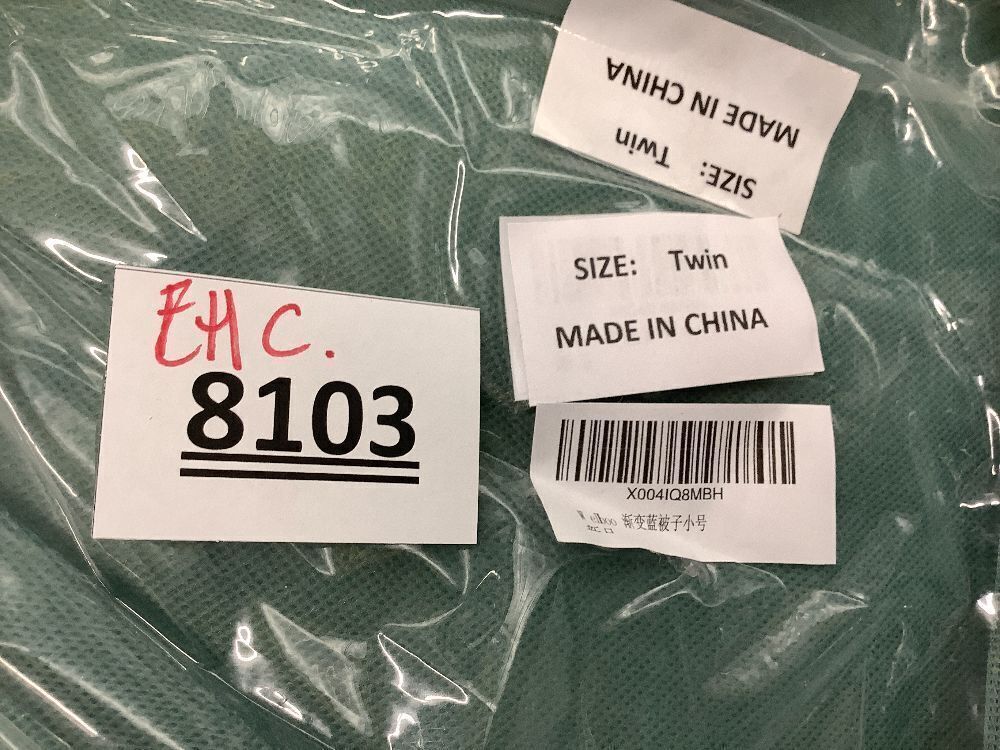 MADE IN CHINA
SIZE: Twin
SIZE: Twin
MADE IN CHINA
EHC.
8103
X004IQ8MBH
渐变蓝被子小号